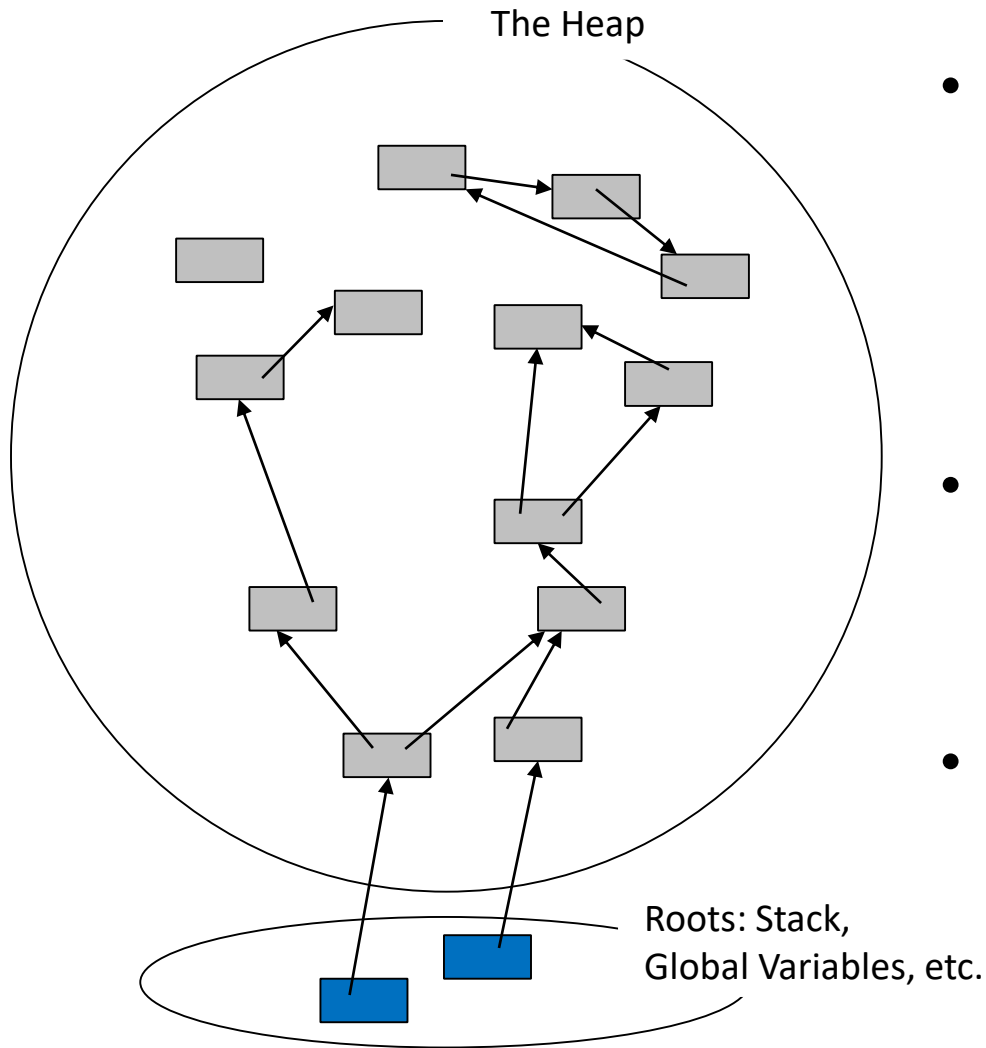 The Heap
Roots: Stack,
Global Variables, etc.